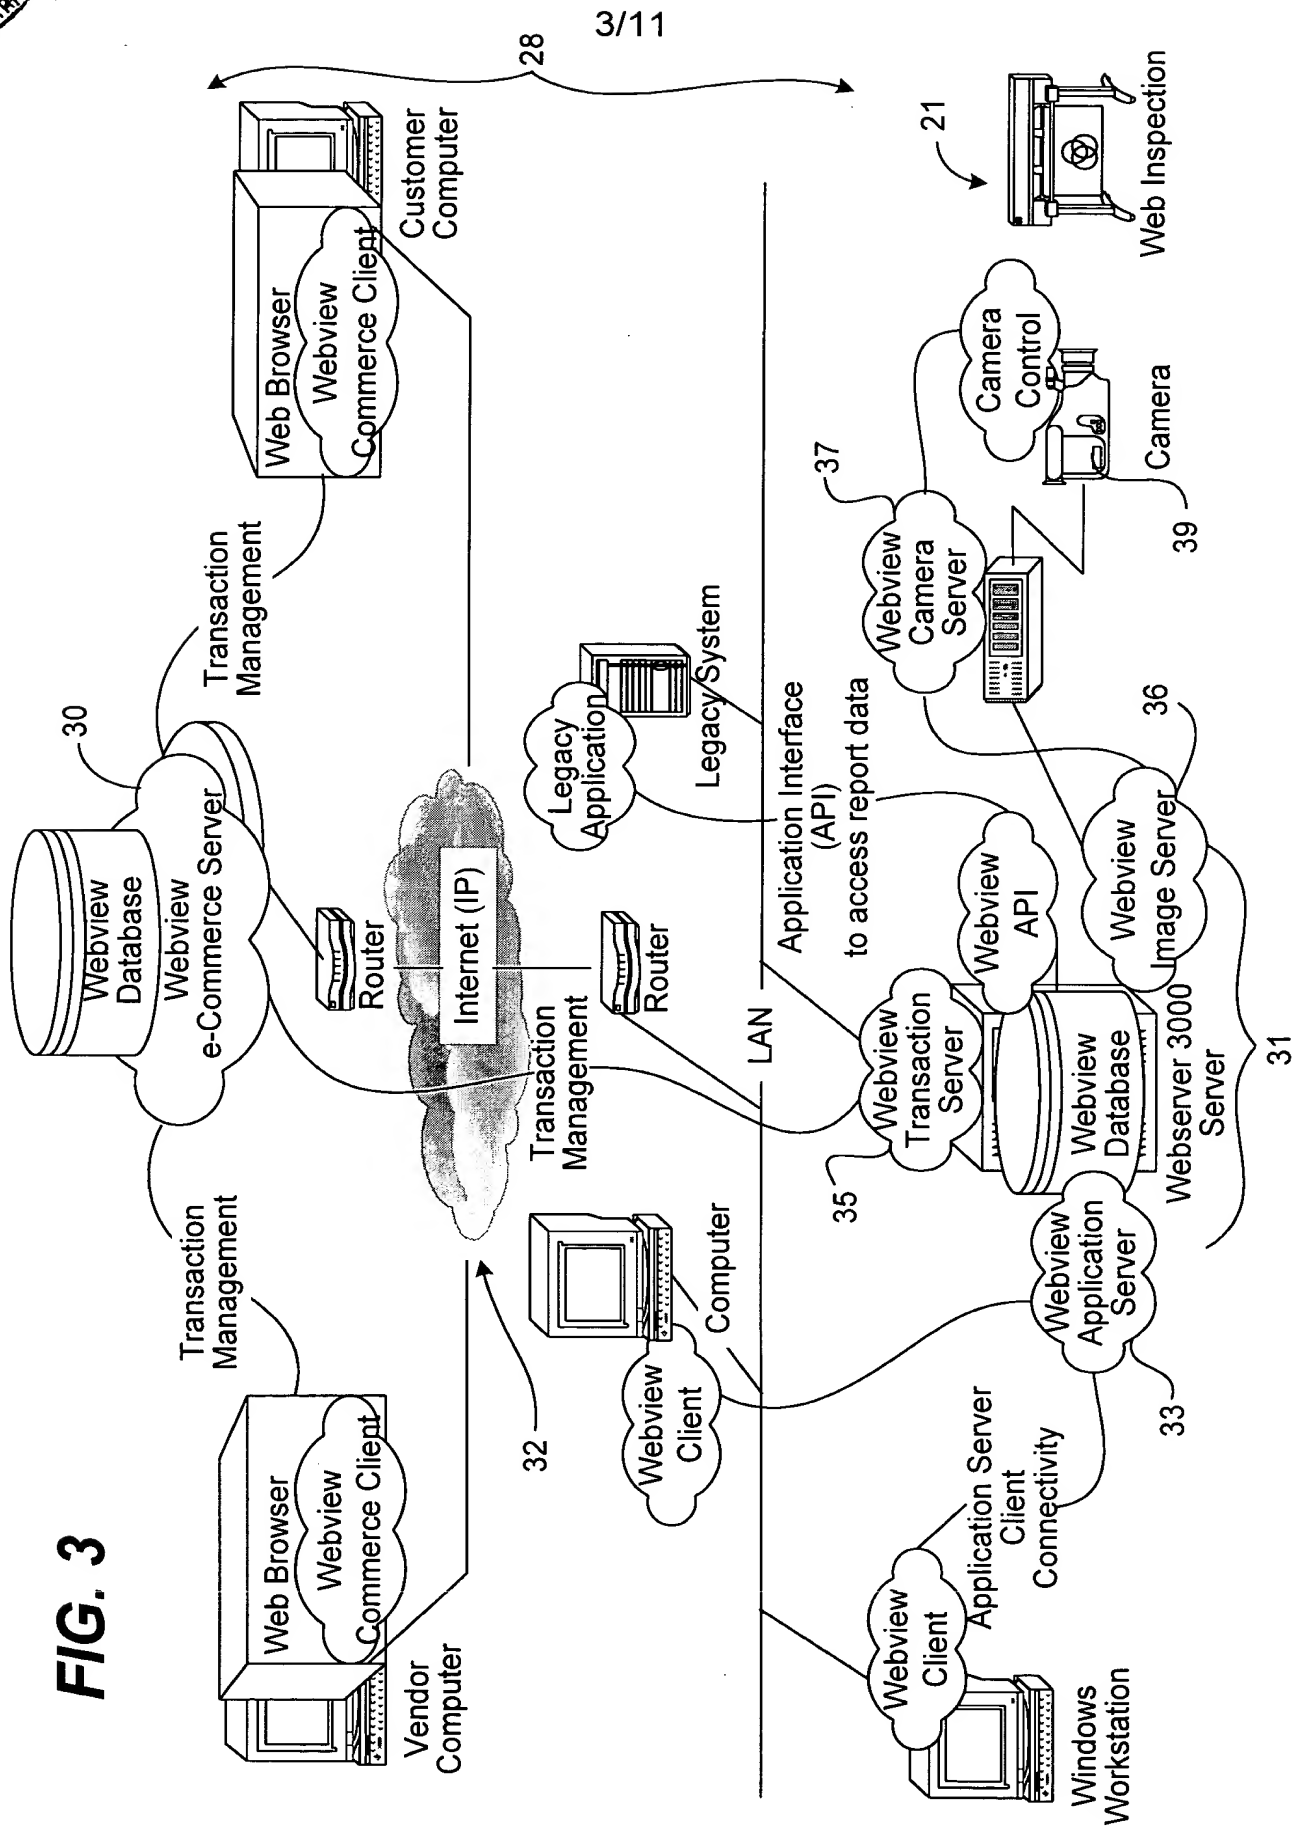 3/11
FIG. 3
28
Webview
Database
Webview
e-Commerce Server
30
Transaction
Management
Transaction
Management
Web Browser
Webview
Commerce Client
Vendor
Computer
Web Browser
Webview
Commerce Client
Customer
Computer
Router
Internet (IP)
32
Transaction
Management
Router
Legacy
Application
Legacy System
Webview
Client
Computer
LAN
Application Interface
(API)
to access report data
Webview
Client
Windows
Workstation
Application Server
Client
Connectivity
Webview
Application
Server
33
Webview
Transaction
Server
35
Webview
Database
Webserver 3000
Server
31
Webview
API
Webview
Image Server
36
Webview
Camera
Server
37
Camera
Control
Camera
39
21
Web Inspection